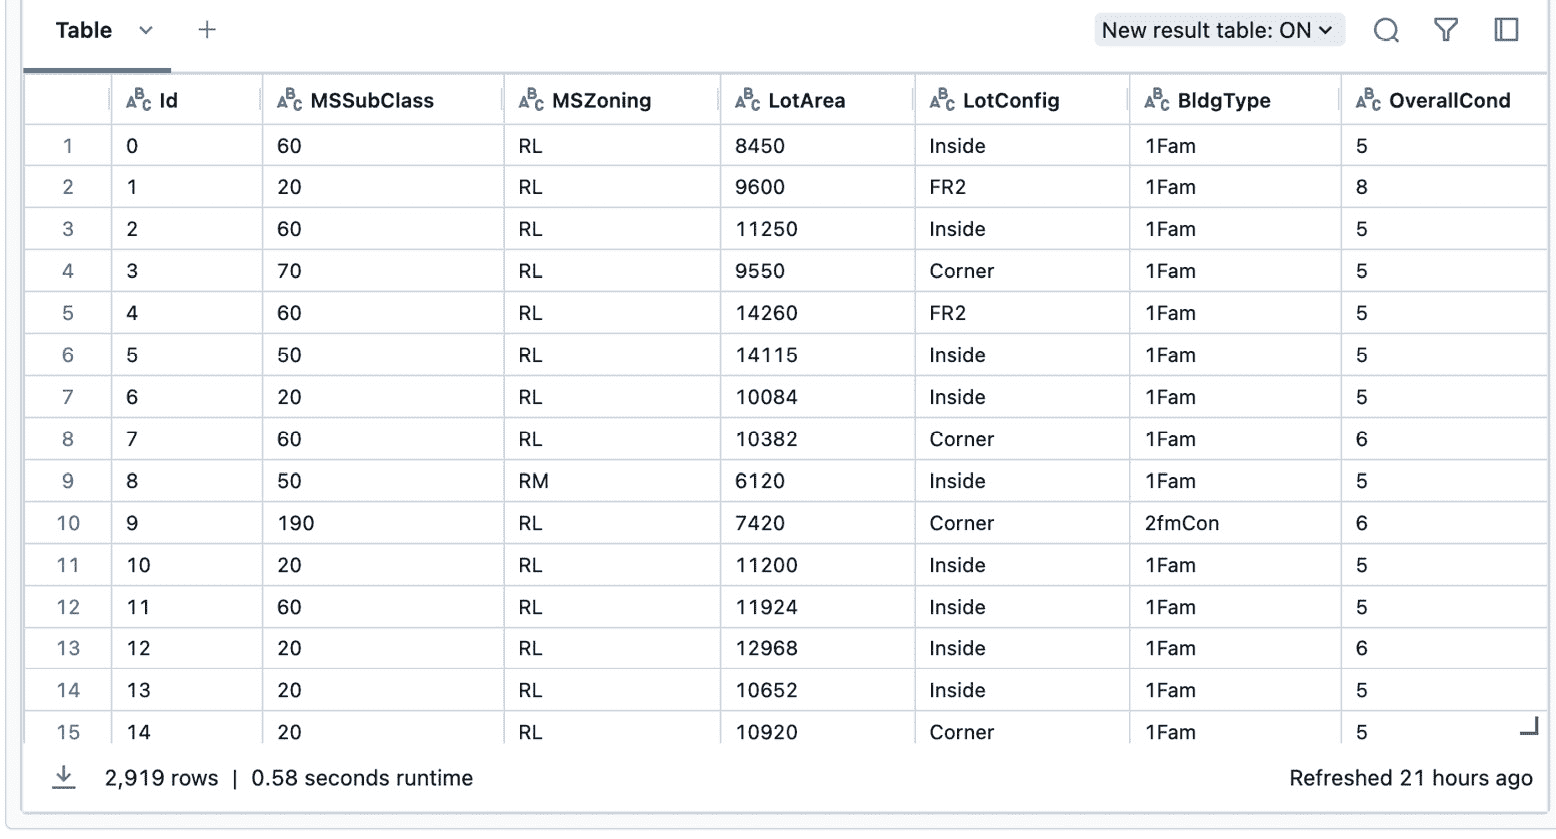 Table New result table: ON
ABC Id ABC MSSubClass ABC MSZoning ABC LotArea ABC LotConfig ABC BldgType ABC OverallCond
1 0 60 RL 8450 Inside 1Fam 5
2 1 20 RL 9600 FR2 1Fam 8
3 2 60 RL 11250 Inside 1Fam 5
4 3 70 RL 9550 Corner 1Fam 5
5 4 60 RL 14260 FR2 1Fam 5
6 5 50 RL 14115 Inside 1Fam 5
7 6 20 RL 10084 Inside 1Fam 5
8 7 60 RL 10382 Corner 1Fam 6
9 8 50 RM 6120 Inside 1Fam 5
10 9 190 RL 7420 Corner 2fmCon 6
11 10 20 RL 11200 Inside 1Fam 5
12 11 60 RL 11924 Inside 1Fam 5
13 12 20 RL 12968 Inside 1Fam 6
14 13 20 RL 10652 Inside 1Fam 5
15 14 20 RL 10920 Corner 1Fam 5
2,919 rows | 0.58 seconds runtime Refreshed 21 hours ago